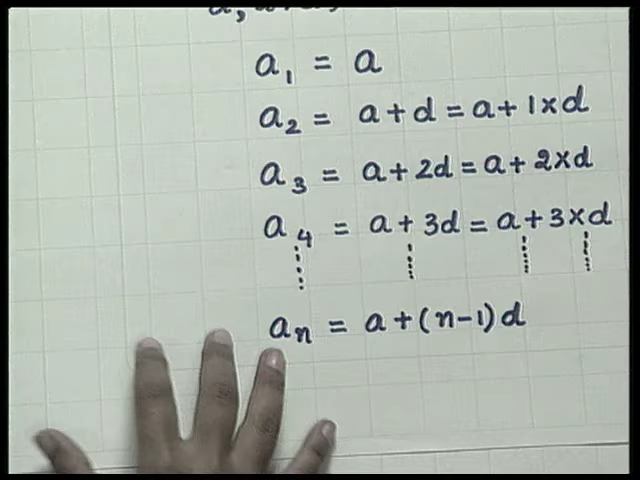 a₁ = a
a₂ = a + d = a + 1 × d
a₃ = a + 2d = a + 2 × d
a₄ = a + 3d = a + 3 × d
aₙ = a + (n - 1) d